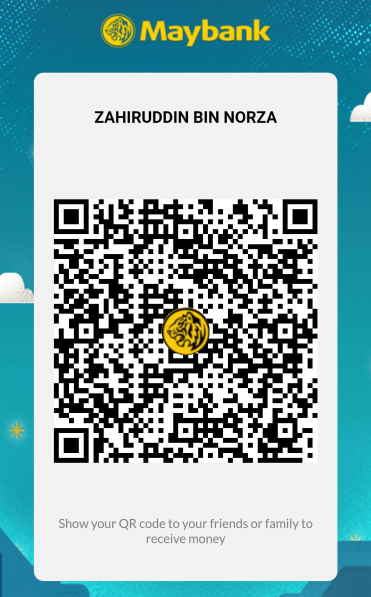 Maybank
ZAHIRUDDIN BIN NORZA
Show your QR code to your friends or family to
receive money